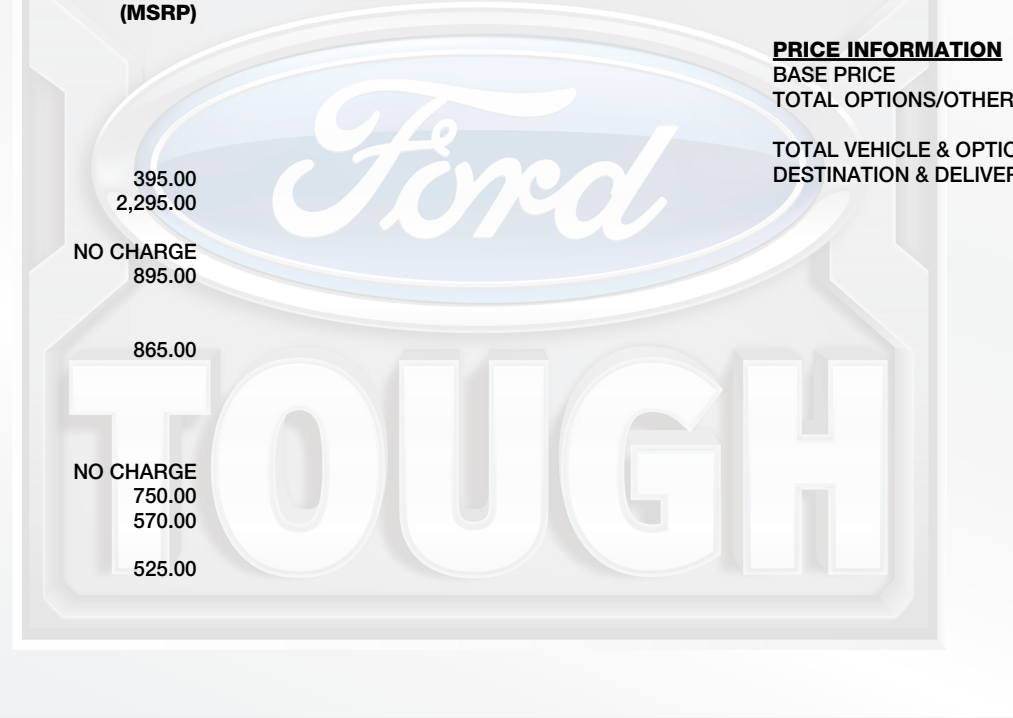 (MSRP)
395.00
2,295.00
NO CHARGE
895.00
865.00
NO CHARGE
750.00
570.00
525.00
PRICE INFORMATION
BASE PRICE
TOTAL OPTIONS/OTHER
TOTAL VEHICLE & OPTIO
DESTINATION & DELIVER
Ford
TOUGH